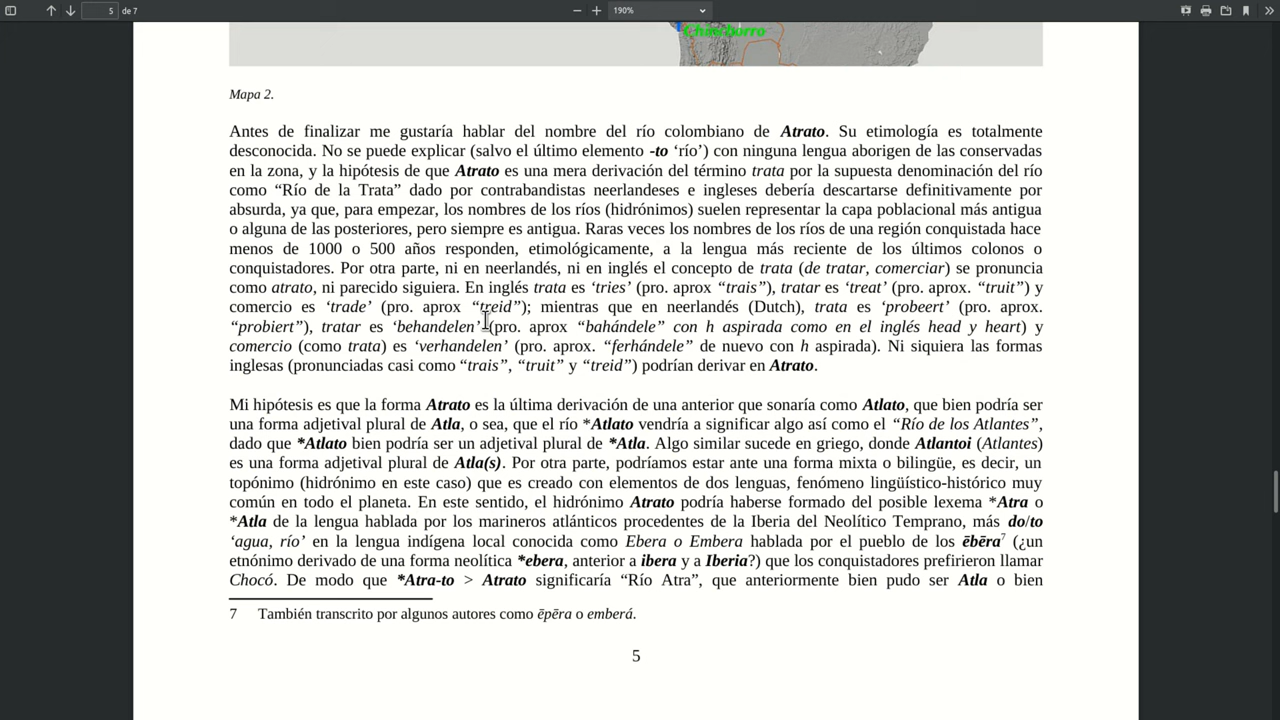 5
de 7
190%
Chinchorro
Mapa 2.
Antes de finalizar me gustaría hablar del nombre del río colombiano de Atrato. Su etimología es totalmente
desconocida. No se puede explicar (salvo el último elemento -to ‘río’) con ninguna lengua aborigen de las conservadas
en la zona, y la hipótesis de que Atrato es una mera derivación del término trata por la supuesta denominación del río
como “Río de la Trata” dado por contrabandistas neerlandeses e ingleses debería descartarse definitivamente por
absurda, ya que, para empezar, los nombres de los ríos (hidrónimos) suelen representar la capa poblacional más antigua
o alguna de las posteriores, pero siempre es antigua. Raras veces los nombres de los ríos de una región conquistada hace
menos de 1000 o 500 años responden, etimológicamente, a la lengua más reciente de los últimos colonos o
conquistadores. Por otra parte, ni en neerlandés, ni en inglés el concepto de trata (de tratar, comerciar) se pronuncia
como atrato, ni parecido siquiera. En inglés trata es ‘tries’ (pro. aprox “trais”), tratar es ‘treat’ (pro. aprox. “truit”) y
comercio es ‘trade’ (pro. aprox “treid”); mientras que en neerlandés (Dutch), trata es ‘probeert’ (pro. aprox.
“probiert”), tratar es ‘behandelen’ (pro. aprox “bahándele” con h aspirada como en el inglés head y heart) y
comercio (como trata) es ‘verhandelen’ (pro. aprox. “ferhándele” de nuevo con h aspirada). Ni siquiera las formas
inglesas (pronunciadas casi como “trais”, “truit” y “treid”) podrían derivar en Atrato.
Mi hipótesis es que la forma Atrato es la última derivación de una anterior que sonaría como Atlato, que bien podría ser
una forma adjetival plural de Atla, o sea, que el río *Atlato vendría a significar algo así como el “Río de los Atlantes”,
dado que *Atlato bien podría ser un adjetival plural de *Atla. Algo similar sucede en griego, donde Atlantoi (Atlantes)
es una forma adjetival plural de Atla(s). Por otra parte, podríamos estar ante una forma mixta o bilingüe, es decir, un
topónimo (hidrónimo en este caso) que es creado con elementos de dos lenguas, fenómeno lingüístico-histórico muy
común en todo el planeta. En este sentido, el hidrónimo Atrato podría haberse formado del posible lexema *Atra o
*Atla de la lengua hablada por los marineros atlánticos procedentes de la Iberia del Neolítico Temprano, más do/to
‘agua, río’ en la lengua indígena local conocida como Ebera o Embera hablada por el pueblo de los ēbēra7 (¿un
etnónimo derivado de una forma neolítica *ebera, anterior a ibera y a Iberia?) que los conquistadores prefirieron llamar
Chocó. De modo que *Atra-to > Atrato significaría “Río Atra”, que anteriormente bien pudo ser Atla o bien
7 También transcrito por algunos autores como ēpēra o emberá.
5